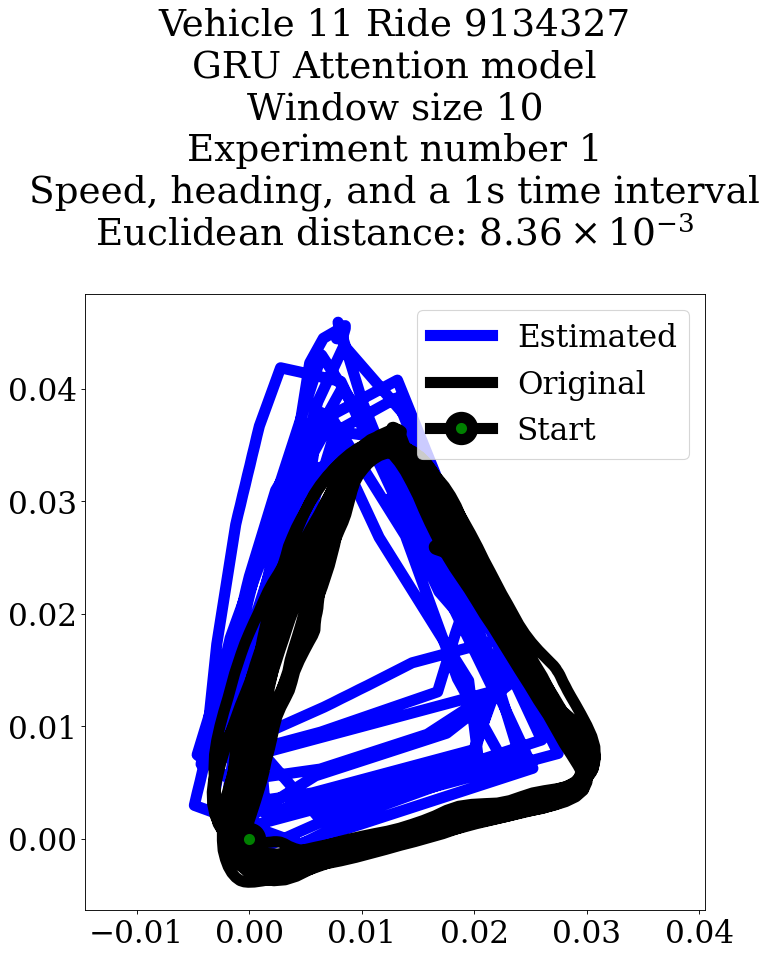 Vehicle 11 Ride 9134327
GRU Attention model
Window size 10
Experiment number 1
Speed, heading, and a 1s time interval
Euclidean distance: 8.36 × 10⁻³
Estimated
Original
Start
0.04
0.03
0.02
0.01
0.00
−0.01 0.00 0.01 0.02 0.03 0.04